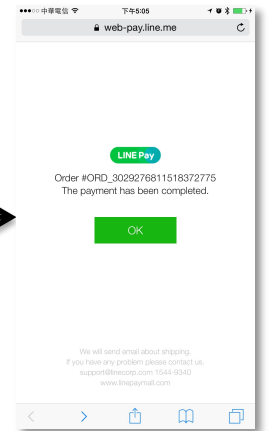 中華電信 下午5:05
web-pay.line.me
LINE Pay
Order #ORD_3029276811518372775
The payment has been completed.
OK
We will send email about shipping.
If you have any problem please contact us.
support@linecorp.com 1544-9340
www.linepaymall.com